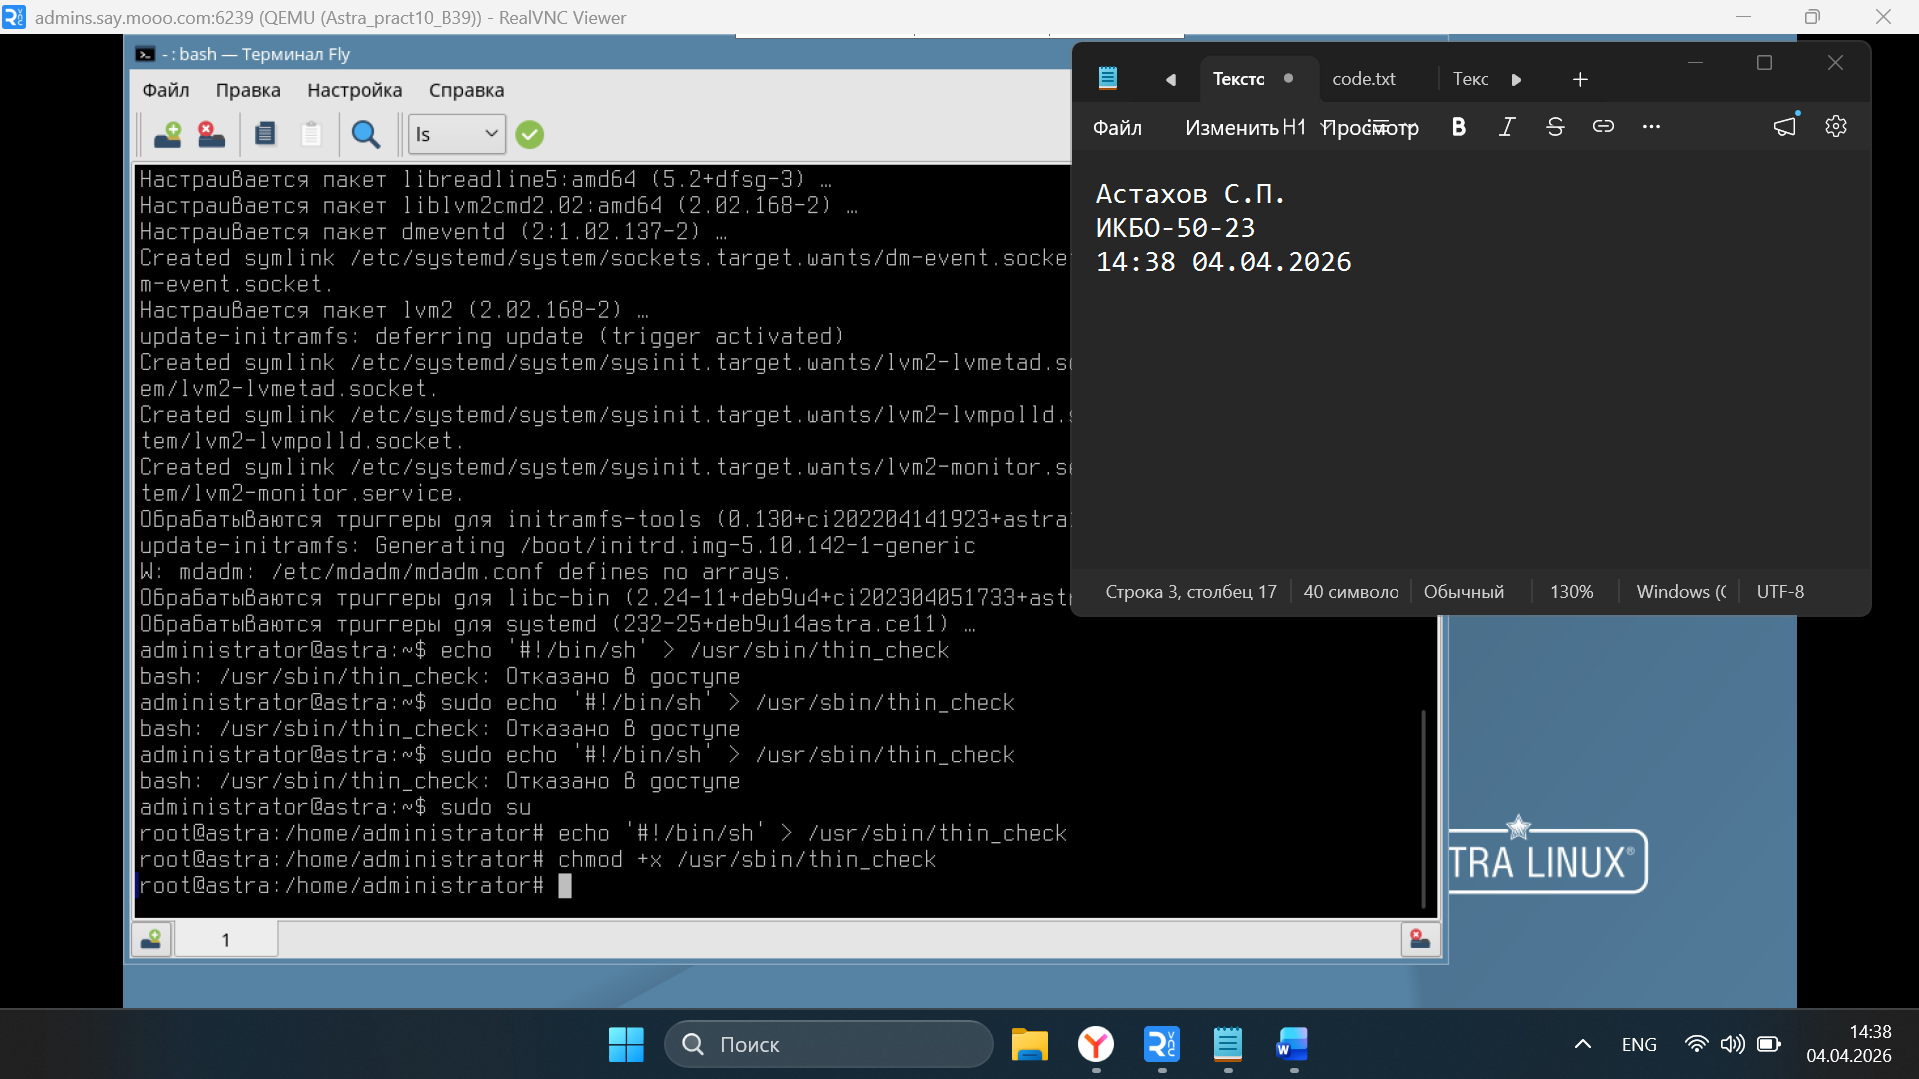 admins.say.mooo.com:6239 (QEMU (Astra_pract10_B39)) - RealVNC Viewer
- : bash — Терминал Fly
Файл Правка Настройка Справка
ls
Настраивается пакет libreadline5:amd64 (5.2+dfsg-3) …
Настраивается пакет liblvm2cmd2.02:amd64 (2.02.168-2) …
Настраивается пакет dmeventd (2:1.02.137-2) …
Created symlink /etc/systemd/system/sockets.target.wants/dm-event.socke
m-event.socket.
Настраивается пакет lvm2 (2.02.168-2) …
update-initramfs: deferring update (trigger activated)
Created symlink /etc/systemd/system/sysinit.target.wants/lvm2-lvmetad.s
em/lvm2-lvmetad.socket.
Created symlink /etc/systemd/system/sysinit.target.wants/lvm2-lvmpolld.
tem/lvm2-lvmpolld.socket.
Created symlink /etc/systemd/system/sysinit.target.wants/lvm2-monitor.se
tem/lvm2-monitor.service.
Обрабатываются триггеры для initramfs-tools (0.130+ci202204141923+astra
update-initramfs: Generating /boot/initrd.img-5.10.142-1-generic
W: mdadm: /etc/mdadm/mdadm.conf defines no arrays.
Обрабатываются триггеры для libc-bin (2.24-11+deb9u4+ci202304051733+ast
Обрабатываются триггеры для systemd (232-25+deb9u14astra.ce11) …
administrator@astra:~$ echo '#!/bin/sh' > /usr/sbin/thin_check
bash: /usr/sbin/thin_check: Отказано в доступе
administrator@astra:~$ sudo echo '#!/bin/sh' > /usr/sbin/thin_check
bash: /usr/sbin/thin_check: Отказано в доступе
administrator@astra:~$ sudo echo '#!/bin/sh' > /usr/sbin/thin_check
bash: /usr/sbin/thin_check: Отказано в доступе
administrator@astra:~$ sudo su
root@astra:/home/administrator# echo '#!/bin/sh' > /usr/sbin/thin_check
root@astra:/home/administrator# chmod +x /usr/sbin/thin_check
root@astra:/home/administrator#
1
Тексто code.txt Текс
Файл Изменить H1 Просмотр B I S
Астахов С.П.
ИКБО-50-23
14:38 04.04.2026
Строка 3, столбец 17 40 символо Обычный 130% Windows (C UTF-8
TRA LINUX®
Поиск
ENG
14:38
04.04.2026